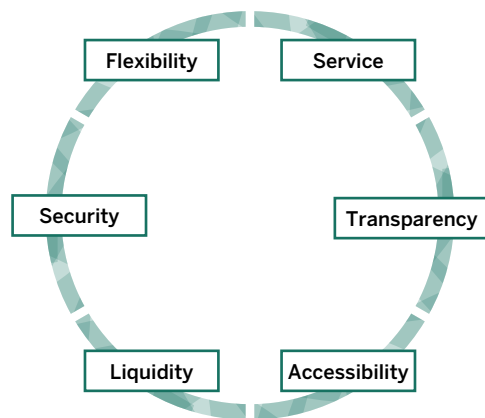 Flexibility
Service
Security
Transparency
Liquidity
Accessibility